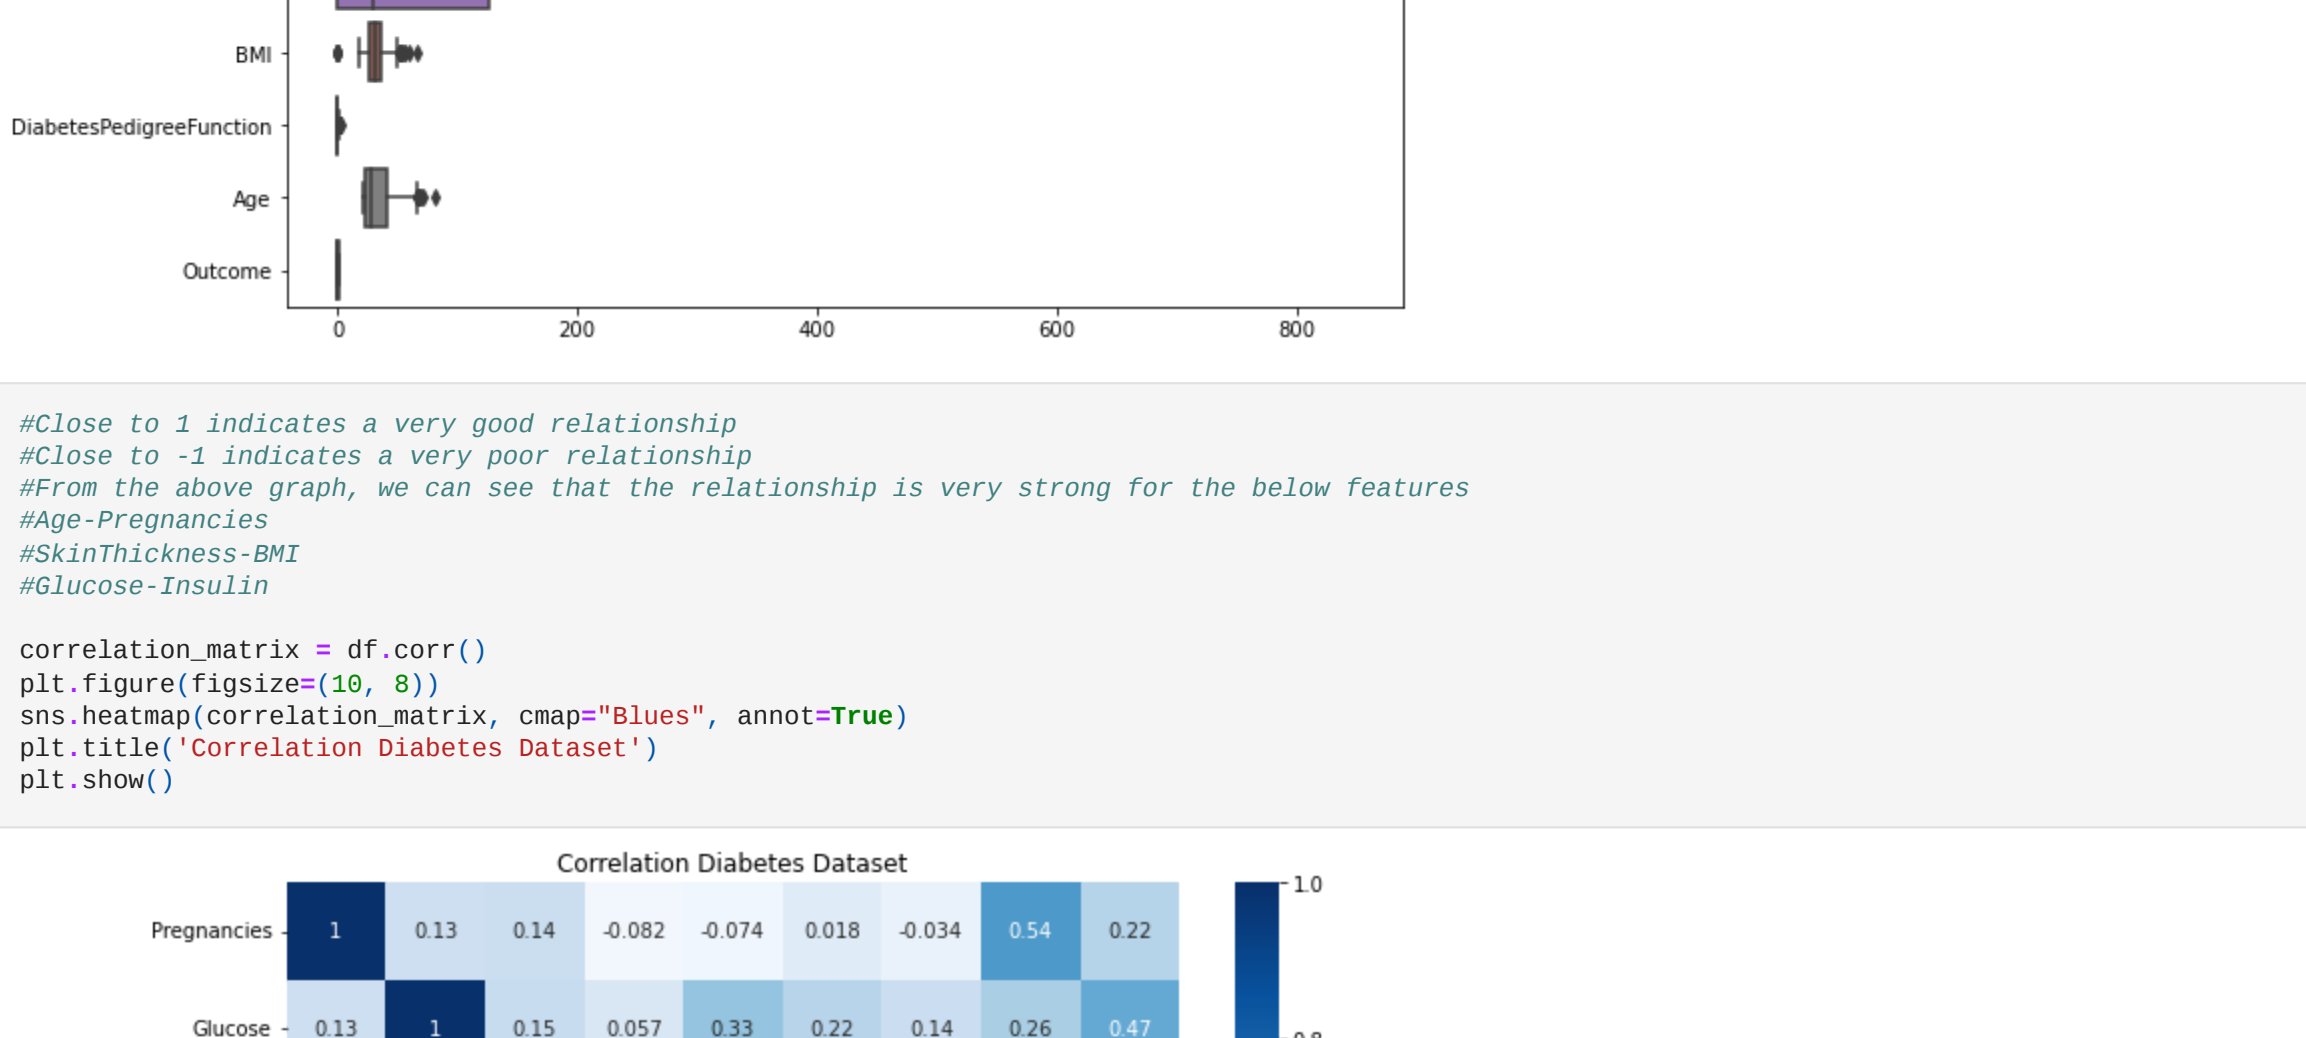 BMI
DiabetesPedigreeFunction
Age
Outcome
0 200 400 600 800
#Close to 1 indicates a very good relationship
#Close to -1 indicates a very poor relationship
#From the above graph, we can see that the relationship is very strong for the below features
#Age-Pregnancies
#SkinThickness-BMI
#Glucose-Insulin
correlation_matrix = df.corr()
plt.figure(figsize=(10, 8))
sns.heatmap(correlation_matrix, cmap="Blues", annot=True)
plt.title('Correlation Diabetes Dataset')
plt.show()
Correlation Diabetes Dataset
1.0
Pregnancies 1 0.13 0.14 -0.082 -0.074 0.018 -0.034 0.54 0.22
Glucose 0.13 1 0.15 0.057 0.33 0.22 0.14 0.26 0.47